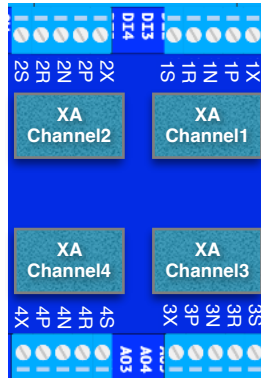 DI4 DI3
2S 2R 2N 2P 2X 1S 1R 1N 1P 1X
XA
Channel2
XA
Channel1
XA
Channel4
XA
Channel3
4X 4P 4N 4R 4S 3X 3P 3N 3R 3S
AO3 AO4